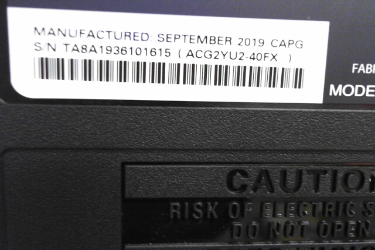 MANUFACTURED: SEPTEMBER 2019 CAPG
S/N TA8A1936101615 ( ACG2YU2-40FX )
FABI
MODE
CAUTION
RISK OF ELECTRIC S
DO NOT OPEN